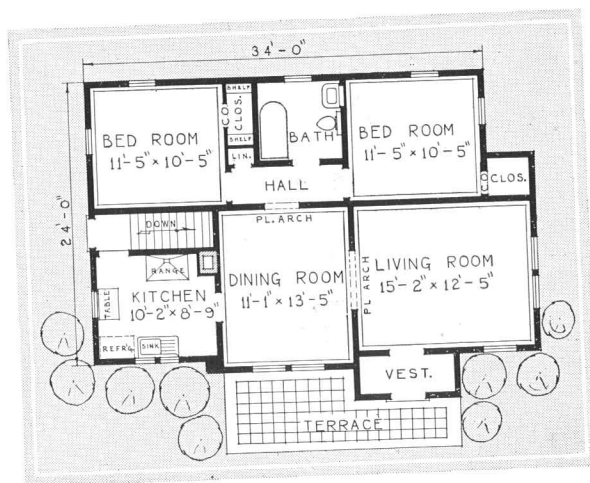 34'-0"
24'-0"
BED ROOM
11'-5" × 10'-5"
SHELF
C.O.
CLOS.
SHELF
LIN.
BATH
BED ROOM
11'-5" × 10'-5"
C.O.
CLOS.
HALL
PL. ARCH
DOWN
RANGE
KITCHEN
10'-2" × 8'-9"
TABLE
REFR'G.
SINK
DINING ROOM
11'-1" × 13'-5"
PL ARCH
LIVING ROOM
15'-2" × 12'-5"
VEST.
TERRACE